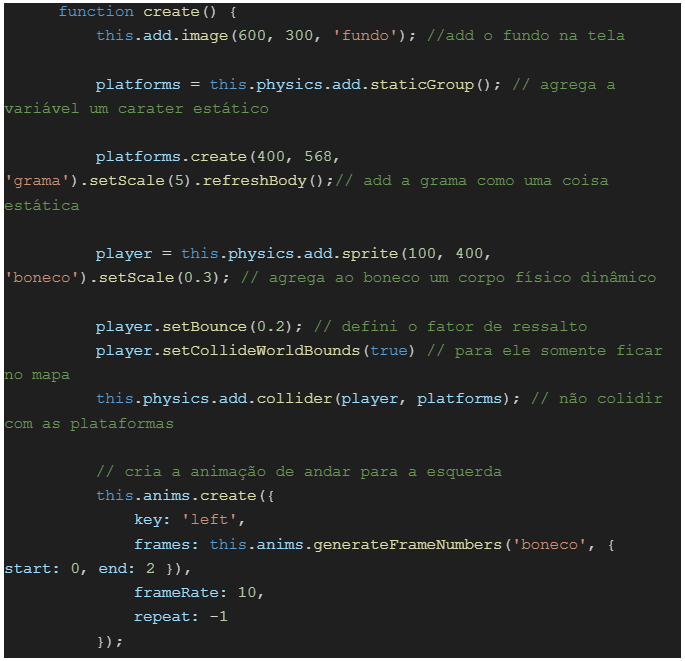 function create() {
this.add.image(600, 300, 'fundo'); //add o fundo na tela
platforms = this.physics.add.staticGroup(); // agrega a
variável um carater estático
platforms.create(400, 568,
'grama').setScale(5).refreshBody();// add a grama como uma coisa
estática
player = this.physics.add.sprite(100, 400,
'boneco').setScale(0.3); // agrega ao boneco um corpo físico dinâmico
player.setBounce(0.2); // defini o fator de ressalto
player.setCollideWorldBounds(true) // para ele somente ficar
no mapa
this.physics.add.collider(player, platforms); // não colidir
com as plataformas
// cria a animação de andar para a esquerda
this.anims.create({
key: 'left',
frames: this.anims.generateFrameNumbers('boneco', {
start: 0, end: 2 }),
frameRate: 10,
repeat: -1
});